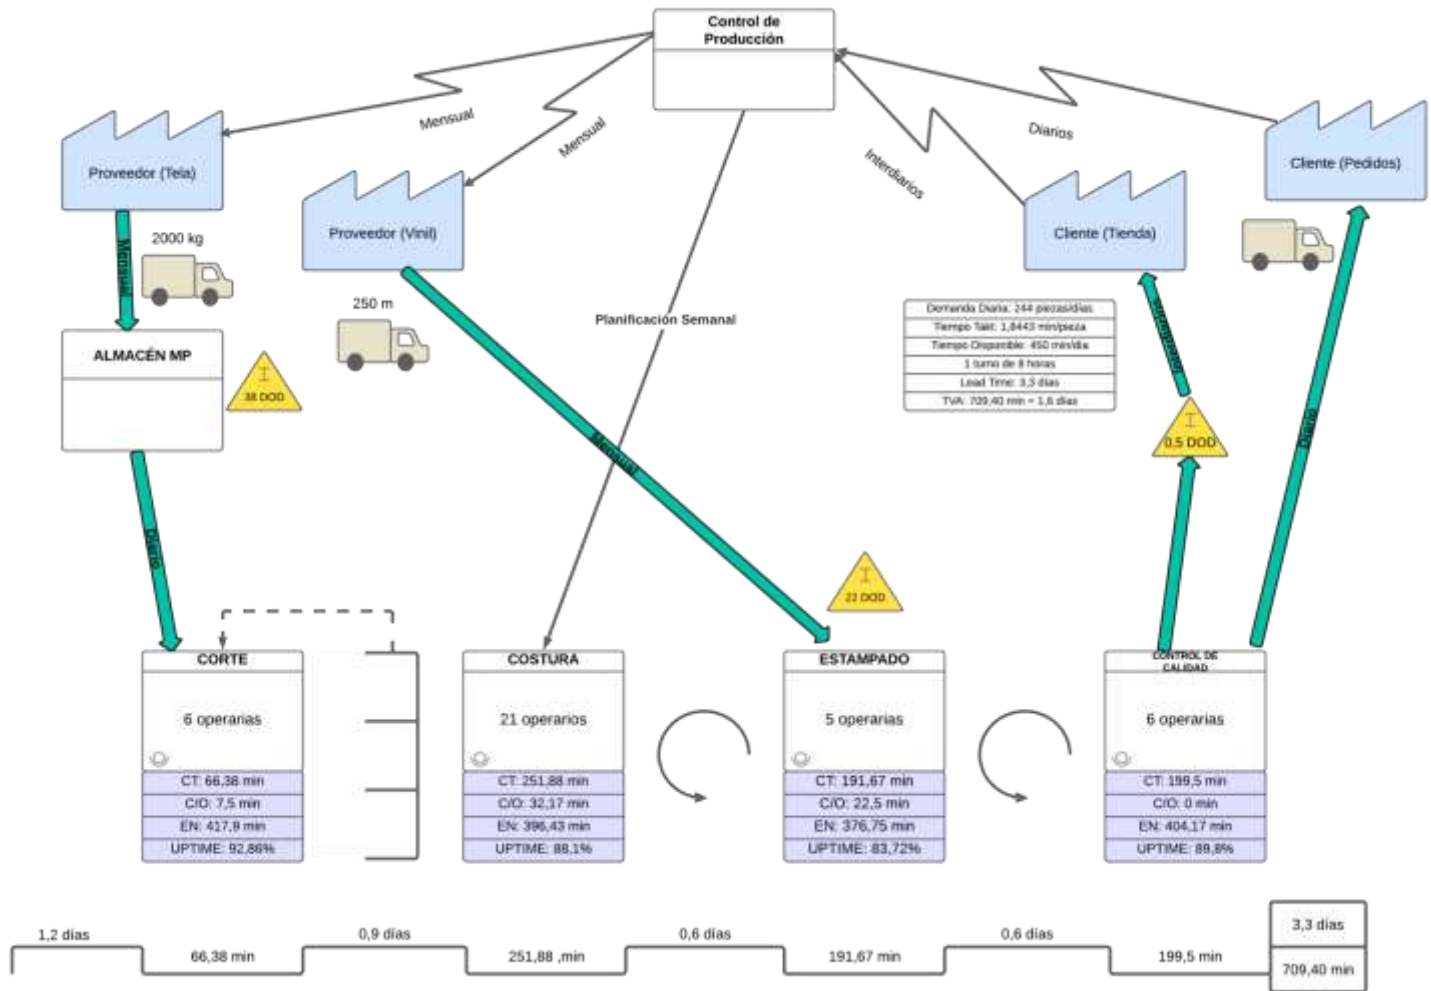 Control de
Producción
Mensual
Mensual
Diarios
Interdiarios
Proveedor (Tela)
Proveedor (Vinil)
Cliente (Tienda)
Cliente (Pedidos)
Mensual
2000 kg
250 m
Planificación Semanal
Demanda Diaria: 244 piezas/días
Tiempo Takt: 1,8443 min/pieza
Tiempo Disponible: 450 min/día
1 turno de 8 horas
Lead Time: 3,3 días
TVA: 709,40 min = 1,6 días
Interdiarios
ALMACÉN MP
I
38 DOD
I
0.5 DOD
Diario
Mensual
Diario
I
22 DOD
CORTE
6 operarias
CT: 66,38 min
C/O: 7,5 min
EN: 417,9 min
UPTIME: 92,86%
COSTURA
21 operarios
CT: 251,88 min
C/O: 32,17 min
EN: 396,43 min
UPTIME: 88,1%
ESTAMPADO
5 operarias
CT: 191,67 min
C/O: 22,5 min
EN: 376,75 min
UPTIME: 83,72%
CONTROL DE
CALIDAD
6 operarias
CT: 199,5 min
C/O: 0 min
EN: 404,17 min
UPTIME: 89,8%
1,2 días
66,38 min
0,9 días
251,88 ,min
0,6 días
191,67 min
0,6 días
199,5 min
3,3 días
709,40 min